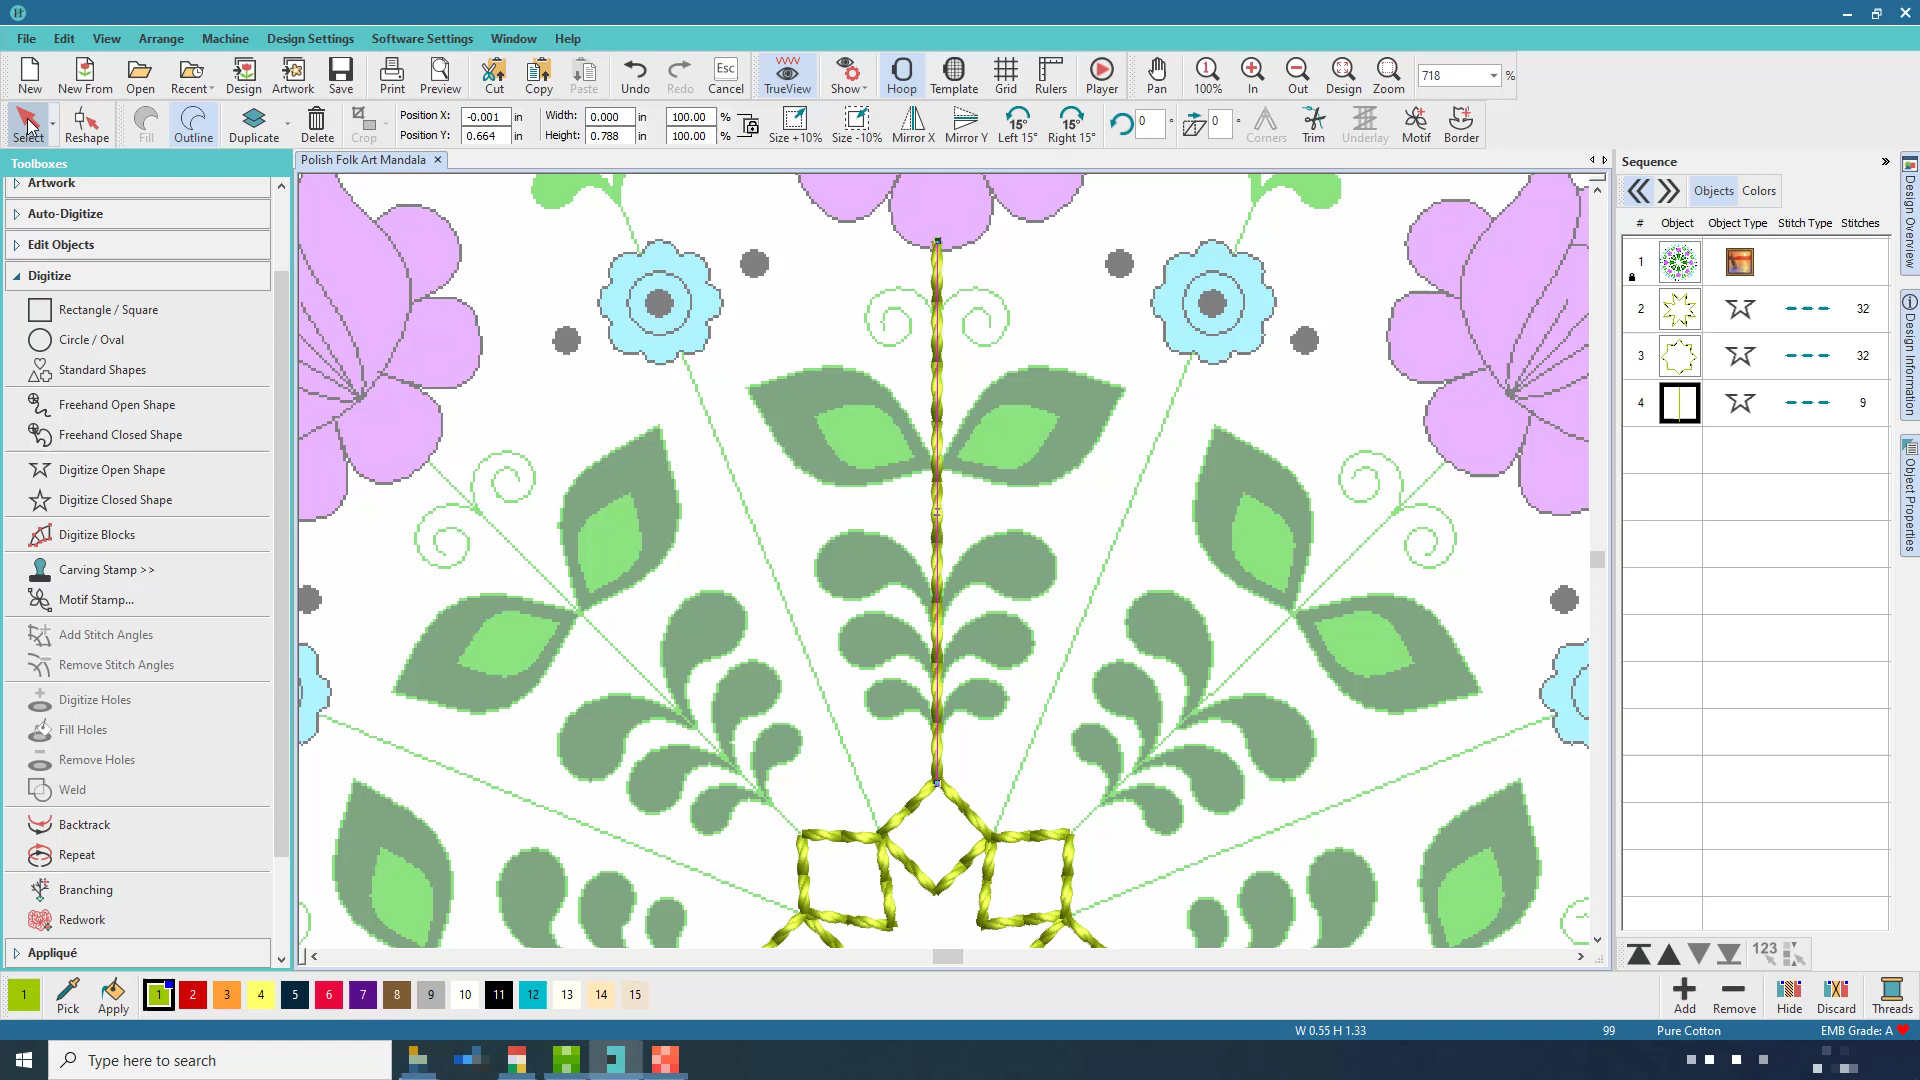 File Edit View Arrange Machine Design Settings Software Settings Window Help
New New From Open Recent Design Artwork Save Print Preview Cut Copy Paste Undo Esc Redo Cancel TrueView Show Hoop Template Grid Rulers Player Pan 1 100% In Out Design Zoom 718 %
Select Reshape Fill Outline Duplicate Delete Crop
Position X: -0.001 in Width: 0.000 in 100.00 %
Position Y: 0.664 in Height: 0.788 in 100.00 %
Size +10% Size -10% Mirror X Mirror Y 15° Left 15° 15° Right 15° 0 ° 0 ° Corners Trim Underlay Motif Border
Toolboxes
Polish Folk Art Mandala
Artwork
Auto-Digitize
Edit Objects
Digitize
Rectangle / Square
Circle / Oval
Standard Shapes
Freehand Open Shape
Freehand Closed Shape
Digitize Open Shape
Digitize Closed Shape
Digitize Blocks
Carving Stamp >>
Motif Stamp...
Add Stitch Angles
Remove Stitch Angles
Digitize Holes
Fill Holes
Remove Holes
Weld
Backtrack
Repeat
Branching
Redwork
Appliqué
Sequence
Objects Colors
# Object Object Type Stitch Type Stitches
1
2 32
3 32
4 9
123
Design Overview
Design Information
Object Properties
1 Pick Apply 1 2 3 4 5 6 7 8 9 10 11 12 13 14 15
Add Remove Hide Discard Threads
W 0.55 H 1.33 99 Pure Cotton EMB Grade: A
Type here to search